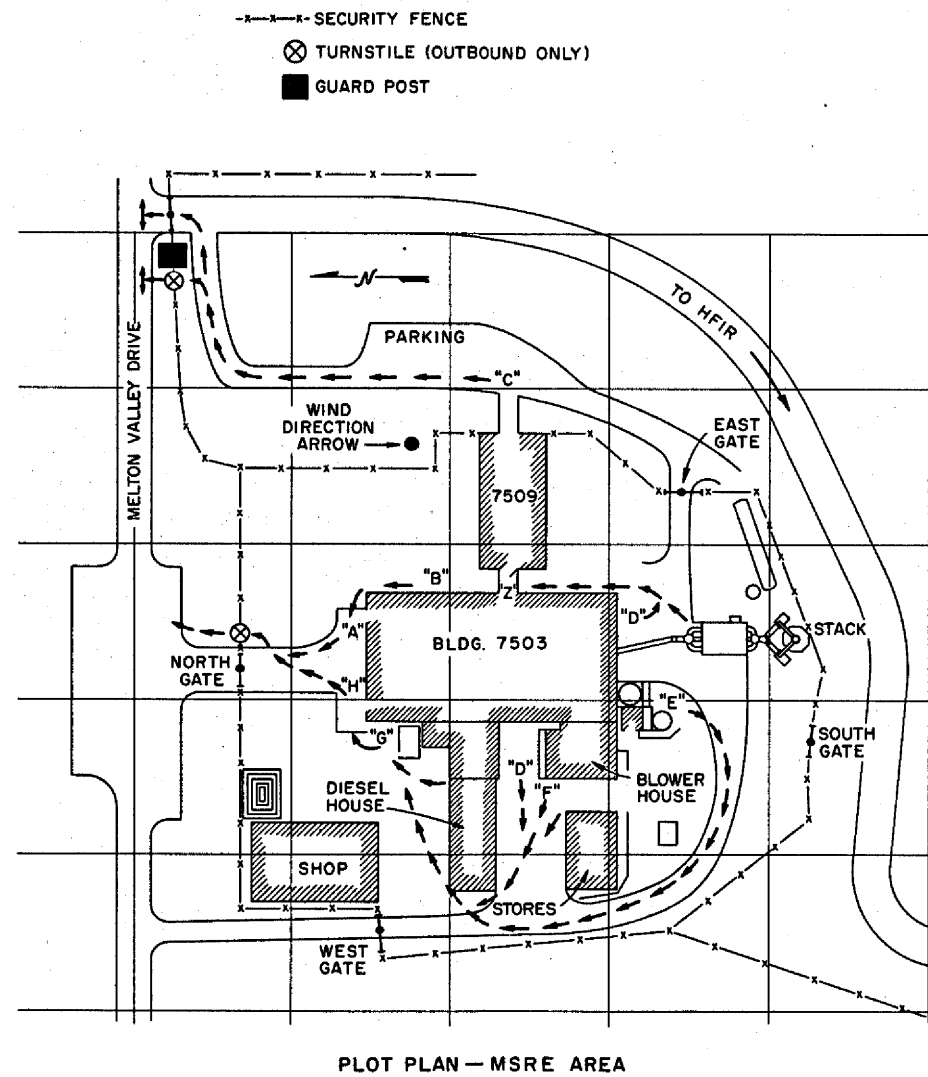 -x—x—x- SECURITY FENCE
TURNSTILE (OUTBOUND ONLY)
GUARD POST
N
TO HFIR
PARKING
MELTON VALLEY DRIVE
"C"
WIND
DIRECTION
ARROW
EAST
GATE
7509
"B"
"Z"
"D"
"A"
BLDG. 7503
STACK
NORTH
GATE
"H"
"E"
"G"
SOUTH
GATE
DIESEL
HOUSE
"D"
"F"
BLOWER
HOUSE
SHOP
STORES
WEST
GATE
PLOT PLAN — MSRE AREA